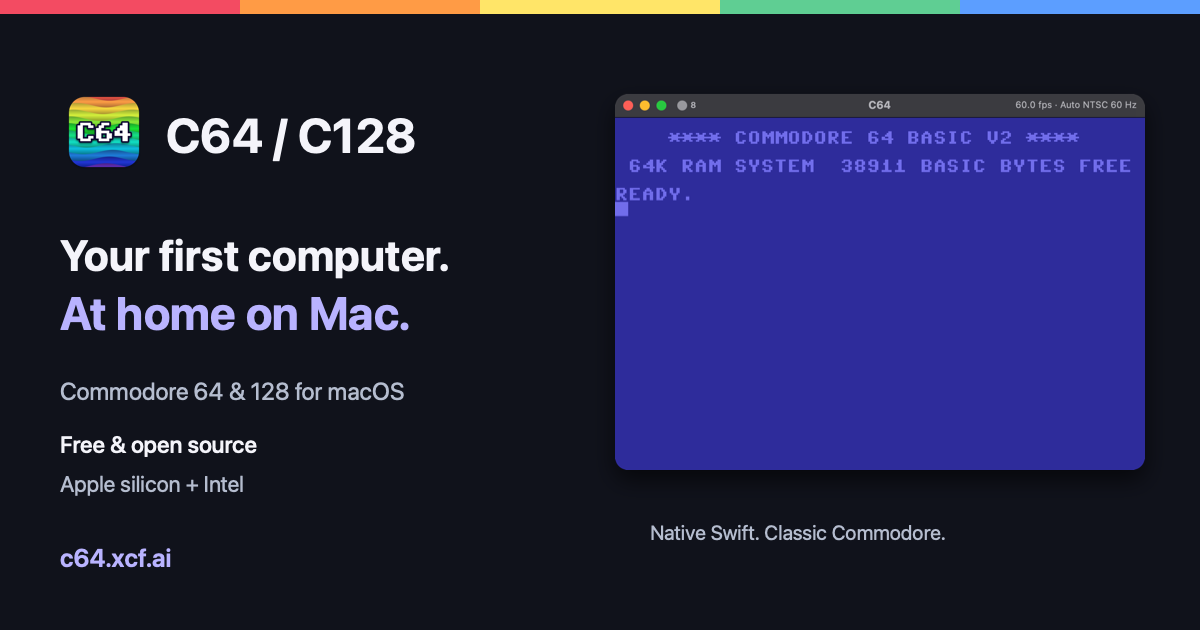 C64
C64 / C128
Your first computer.
At home on Mac.
Commodore 64 & 128 for macOS
Free & open source
Apple silicon + Intel
c64.xcf.ai
8
C64
60.0 fps · Auto NTSC 60 Hz
**** COMMODORE 64 BASIC V2 ****
64K RAM SYSTEM  38911 BASIC BYTES FREE
READY.
Native Swift. Classic Commodore.